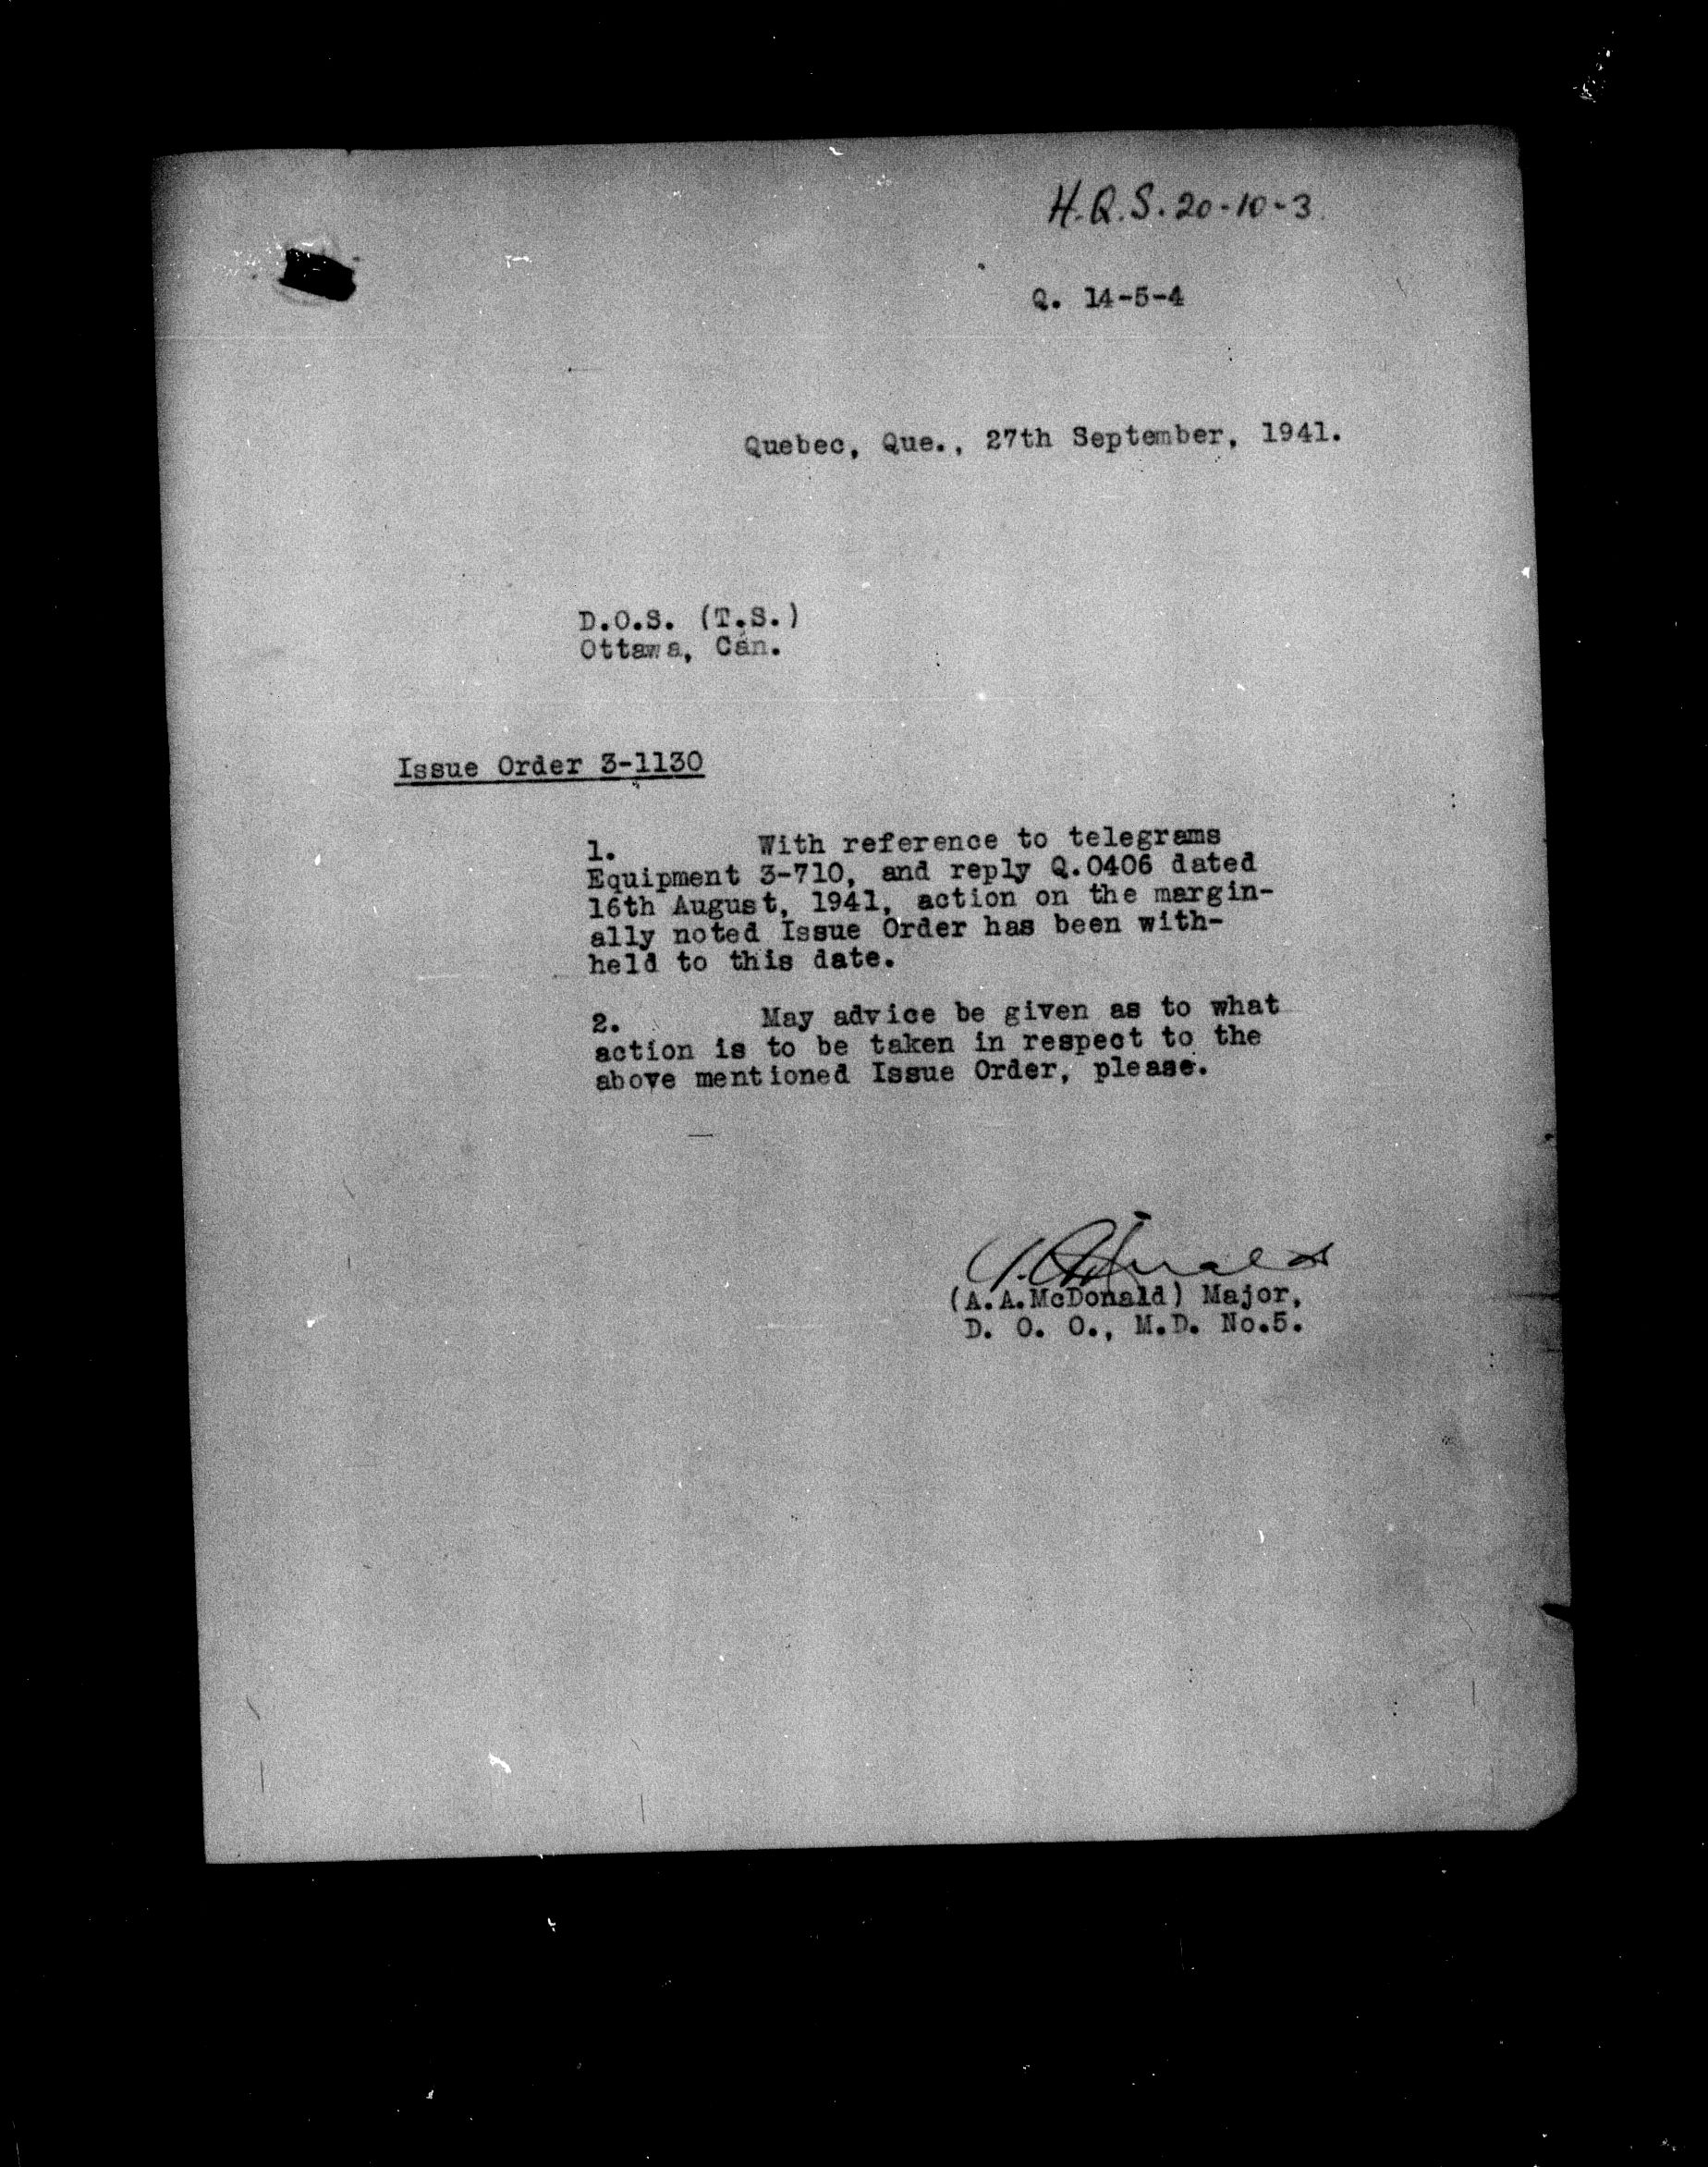 H.Q.S. 20-10-3
Q. 14-5-4
Quebec, Que., 27th September, 1941.
D.O.S. (T.S.)
Ottawa, Can.
Issue Order 3-1130
1. With reference to telegrams
Equipment 3-710, and reply Q.0406 dated
16th August, 1941, action on the margin-
ally noted Issue Order has been with-
held to this date.
2. May advice be given as to what
action is to be taken in respect to the
above mentioned Issue Order, please.
(A.A.McDonald) Major,
D. O. O., M.D. No.5.